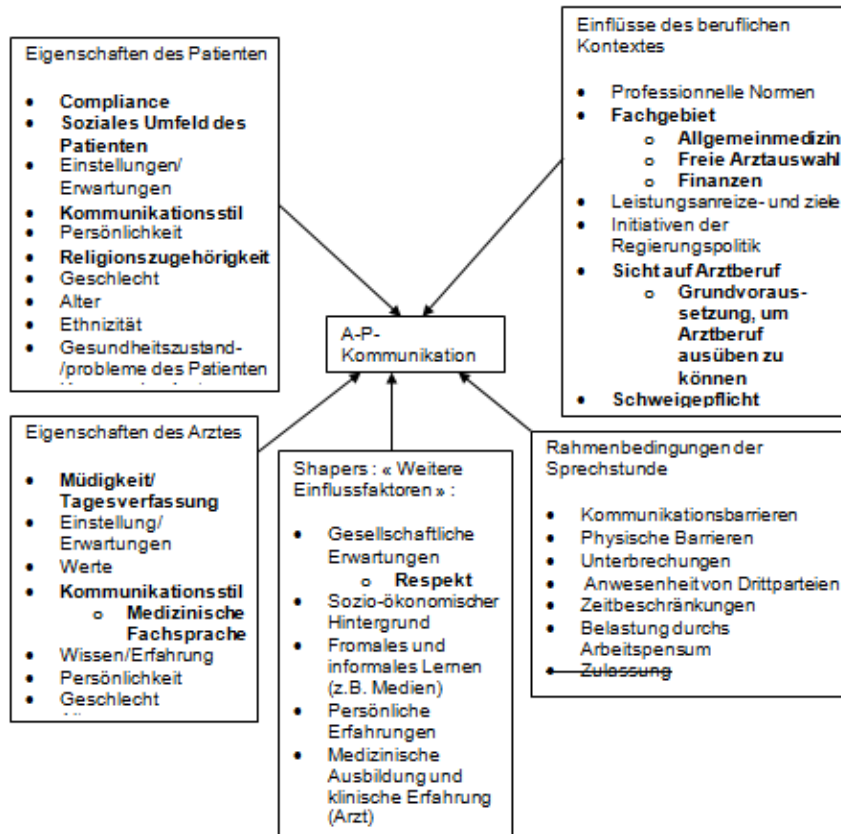 Eigenschaften des Patienten
Compliance
Soziales Umfeld des
Patienten
Einstellungen/
Erwartungen
Kommunikationsstil
Persönlichkeit
Religionszugehörigkeit
Geschlecht
Alter
Ethnizität
Gesundheitszustand-
/probleme des Patienten
Einflüsse des beruflichen
Kontextes
Professionnelle Normen
Fachgebiet
Allgemeinmedizin
Freie Arztauswahl
Finanzen
Leistungsanreize- und ziele
Initiativen der
Regierungspolitik
Sicht auf Arztberuf
Grundvoraus-
setzung, um
Arztberuf
ausüben zu
können
Schweigepflicht
A-P-
Kommunikation
Eigenschaften des Arztes
Müdigkeit/
Tagesverfassung
Einstellung/
Erwartungen
Werte
Kommunikationsstil
Medizinische
Fachsprache
Wissen/Erfahrung
Persönlichkeit
Geschlecht
Shapers : « Weitere
Einflussfaktoren » :
Gesellschaftliche
Erwartungen
Respekt
Sozio-ökonomischer
Hintergrund
Fromales und
informales Lernen
(z.B. Medien)
Persönliche
Erfahrungen
Medizinische
Ausbildung und
klinische Erfahrung
(Arzt)
Rahmenbedingungen der
Sprechstunde
Kommunikationsbarrieren
Physische Barrieren
Unterbrechungen
Anwesenheit von Drittparteien
Zeitbeschränkungen
Belastung durchs
Arbeitspensum
Zulassung